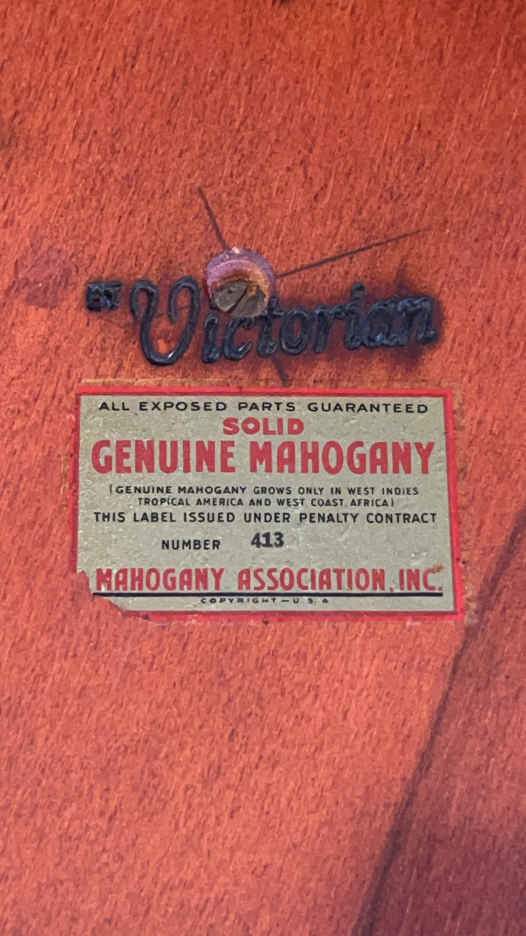 BY Victorian
ALL EXPOSED PARTS GUARANTEED
SOLID
GENUINE MAHOGANY
(GENUINE MAHOGANY GROWS ONLY IN WEST INDIES
TROPICAL AMERICA AND WEST COAST AFRICA)
THIS LABEL ISSUED UNDER PENALTY CONTRACT
NUMBER 413
MAHOGANY ASSOCIATION, INC.
COPYRIGHT—U.S.A